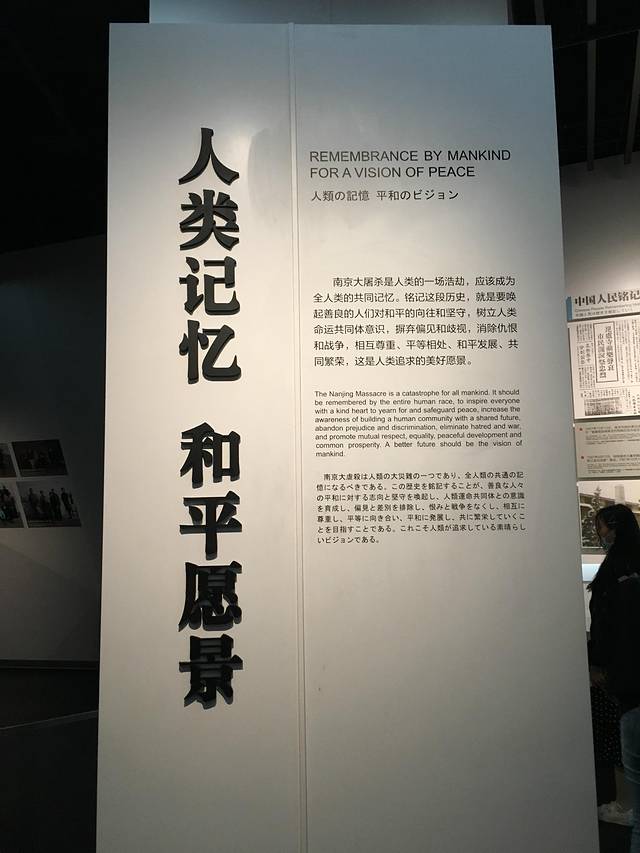 人类记忆 和平愿景
REMEMBRANCE BY MANKIND
FOR A VISION OF PEACE
人類の記憶 平和のビジョン
南京大屠杀是人类的一场浩劫，应该成为
全人类的共同记忆。铭记这段历史，就是要唤
起善良的人们对和平的向往和坚守，树立人类
命运共同体意识，摒弃偏见和歧视，消除仇恨
和战争，相互尊重、平等相处、和平发展、共
同繁荣，这是人类追求的美好愿景。
The Nanjing Massacre is a catastrophe for all mankind. It should
be remembered by the entire human race, to inspire everyone
with a kind heart to yearn for and safeguard peace, increase the
awareness of building a human community with a shared future,
abandon prejudice and discrimination, eliminate hatred and war,
and promote mutual respect, equality, peaceful development and
common prosperity. A better future should be the vision of
mankind.
南京大虐殺は人類の大災難の一つであり、全人類の共通の記
憶になるべきである。この歴史を銘記することが、善良な人々
の平和に対する志向と堅守を喚起し、人類運命共同体との意識
を育成し、偏見と差別を排除し、恨みと戦争をなくし、相互に
尊重し、平等に向き合い、平和に発展し、共に繁栄していくこ
とを目指すことである。これこそ人類が追求している素晴らし
いビジョンである。
中国人民铭记